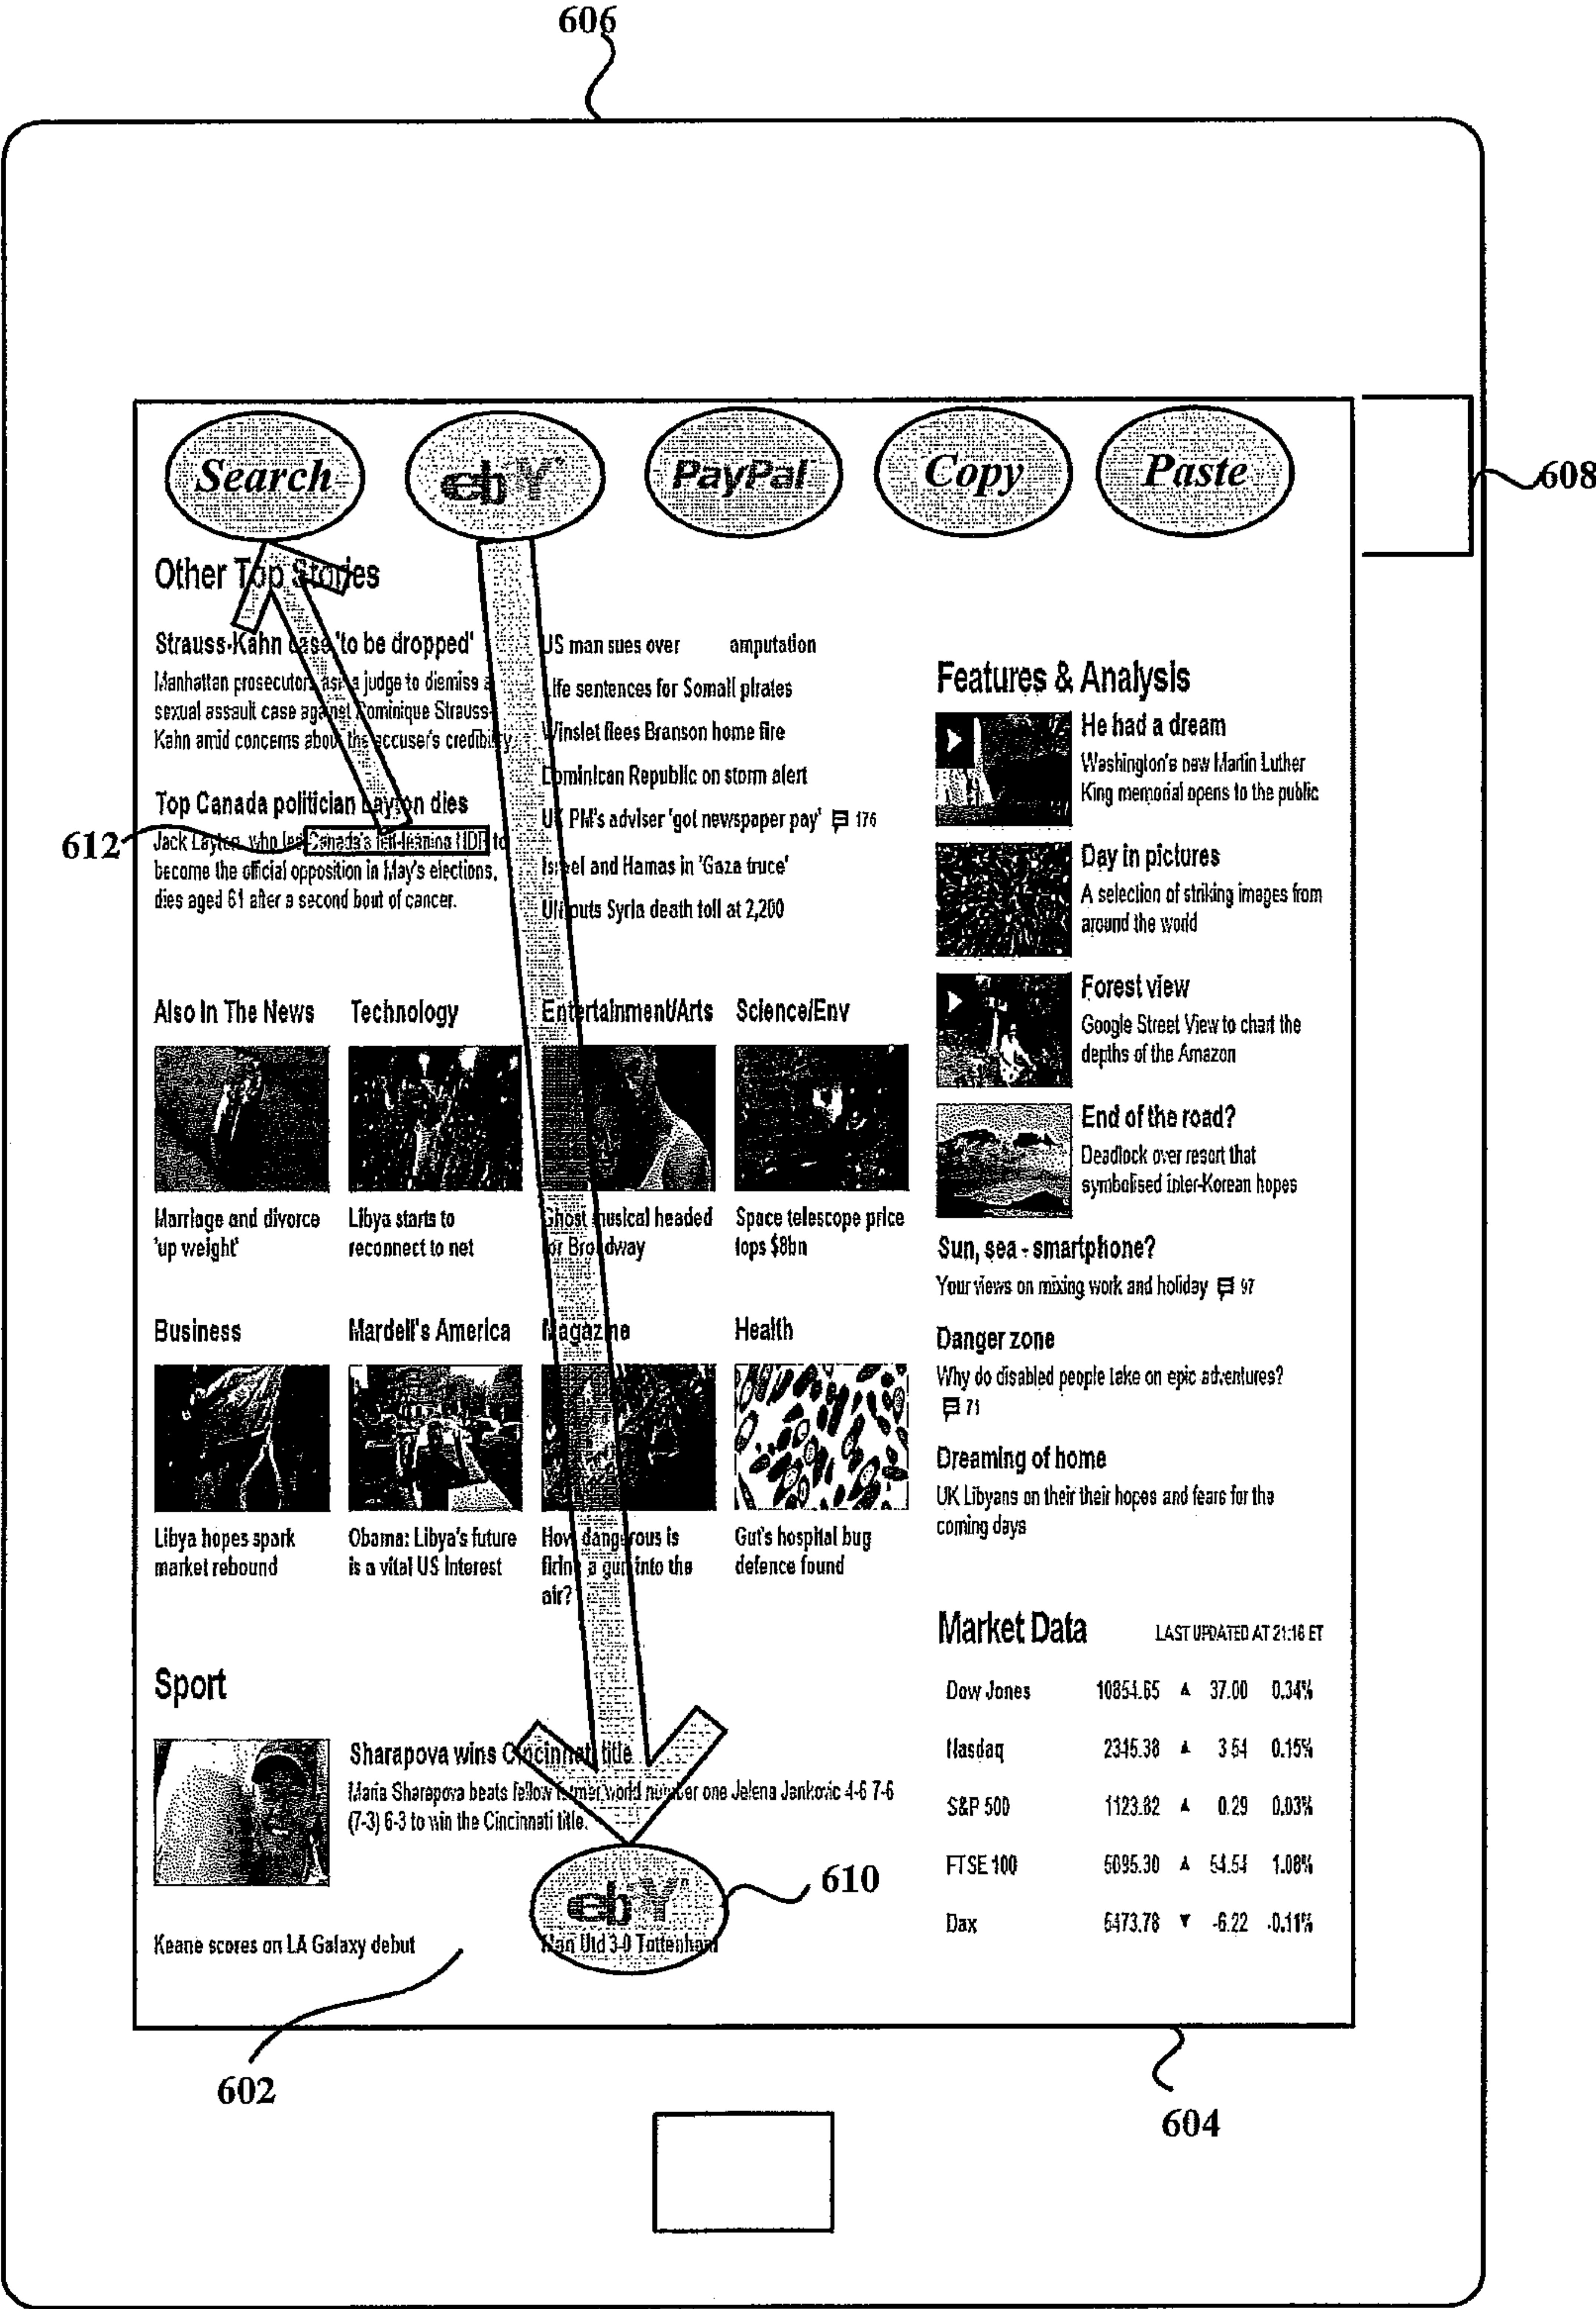 606
Search
PayPal
Copy
Paste
608
Other Top Stories
Strauss-Kahn case 'to be dropped'
Manhattan prosecutors ask a judge to dismiss a
sexual assault case against Dominique Strauss-
Kahn amid concerns about the accuser's credibility
Top Canada politician Layton dies
612
Jack Layton, who led Canada's left-leaning NDP to
become the official opposition in May's elections,
dies aged 61 after a second bout of cancer.
US man sues over amputation
Life sentences for Somali pirates
Winslet flees Branson home fire
Dominican Republic on storm alert
UK PM's adviser 'got newspaper pay' 176
Israel and Hamas in 'Gaza truce'
UN puts Syria death toll at 2,200
Features & Analysis
He had a dream
Washington's new Martin Luther
King memorial opens to the public
Day in pictures
A selection of striking images from
around the world
Forest view
Google Street View to chart the
depths of the Amazon
End of the road?
Deadlock over resort that
symbolised inter-Korean hopes
Sun, sea - smartphone?
Your views on mixing work and holiday 97
Danger zone
Why do disabled people take on epic adventures?
71
Dreaming of home
UK Libyans on their their hopes and fears for the
coming days
Also In The News
Technology
Entertainment/Arts
Science/Env
Marriage and divorce
'up weight'
Libya starts to
reconnect to net
Ghost musical headed
for Broadway
Space telescope price
tops $8bn
Business
Mardell's America
Magazine
Health
Libya hopes spark
market rebound
Obama: Libya's future
is a vital US interest
How dangerous is
firing a gun into the
air?
Gut's hospital bug
defence found
Market Data LAST UPDATED AT 21:16 ET
Dow Jones 10854.65 ▲ 37.00 0.34%
Nasdaq 2345.38 ▲ 3.54 0.15%
S&P 500 1123.82 ▲ 0.29 0.03%
FTSE 100 5095.30 ▲ 54.54 1.08%
Dax 5473.78 ▼ -6.22 -0.11%
Sport
Sharapova wins Cincinnati title
Maria Sharapova beats fellow former world number one Jelena Jankovic 4-6 7-6
(7-3) 6-3 to win the Cincinnati title.
610
Keane scores on LA Galaxy debut
Man Utd 3-0 Tottenham
602
604